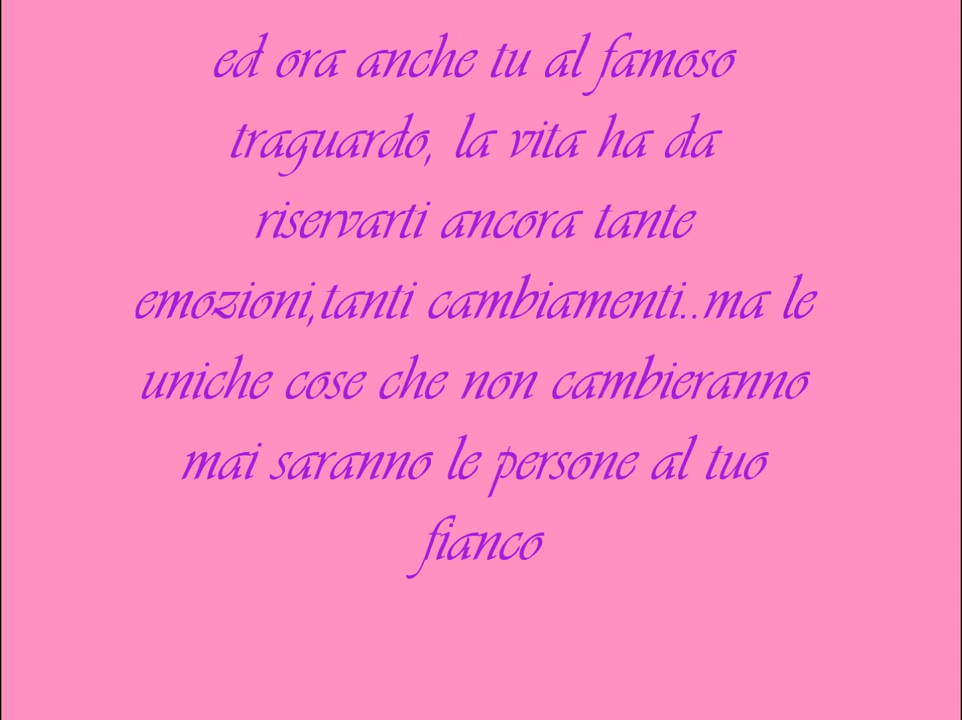 ed ora anche tu al famoso
traguardo, la vita ha da
riservarti ancora tante
emozioni,tanti cambiamenti..ma le
uniche cose che non cambieranno
mai saranno le persone al tuo
fianco